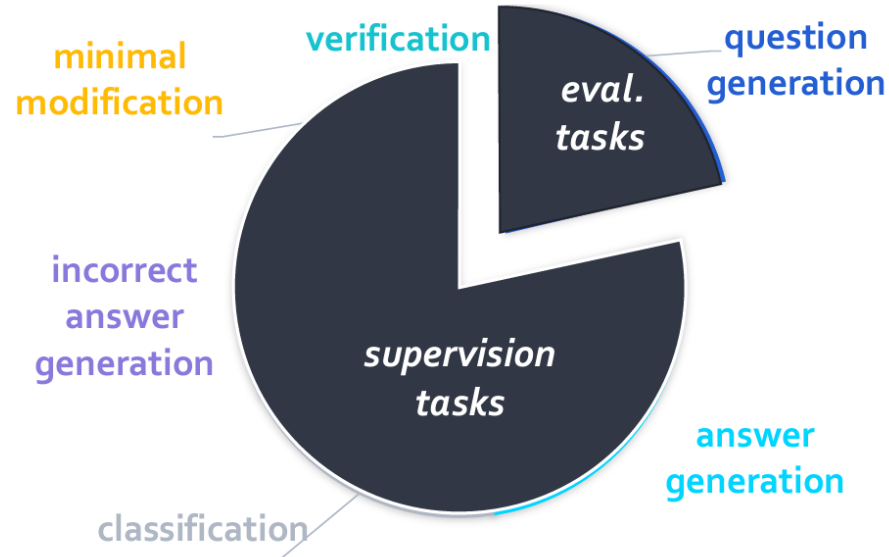 verification
question
generation
minimal
modification
eval.
tasks
incorrect
answer
generation
supervision
tasks
answer
generation
classification